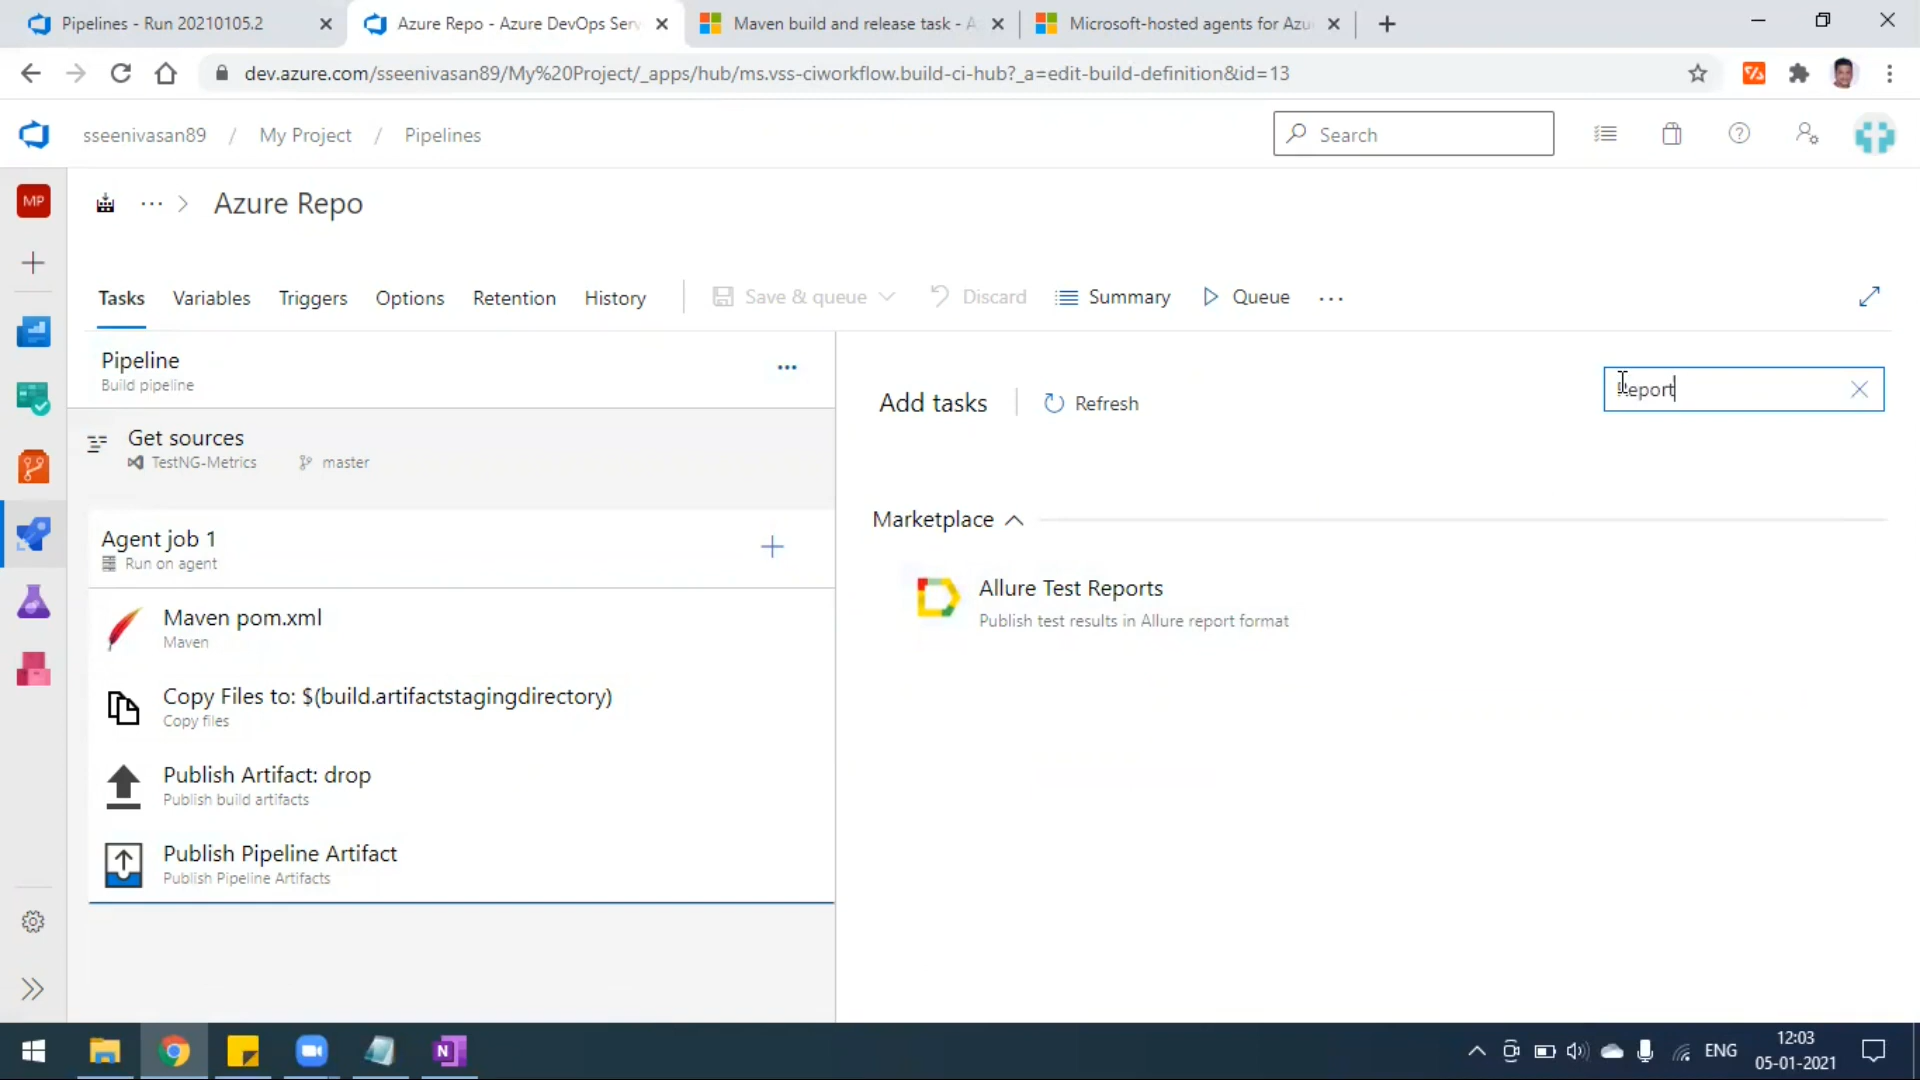 Pipelines - Run 20210105.2
Azure Repo - Azure DevOps Serv
Maven build and release task - A
Microsoft-hosted agents for Azu
dev.azure.com/sseenivasan89/My%20Project/_apps/hub/ms.vss-ciworkflow.build-ci-hub?_a=edit-build-definition&id=13
sseenivasan89 / My Project / Pipelines
Search
MP
... > Azure Repo
Tasks Variables Triggers Options Retention History Save & queue Discard Summary Queue ...
Pipeline
Build pipeline
Get sources
TestNG-Metrics master
Agent job 1
Run on agent
Maven pom.xml
Maven
Copy Files to: $(build.artifactstagingdirectory)
Copy files
Publish Artifact: drop
Publish build artifacts
Publish Pipeline Artifact
Publish Pipeline Artifacts
Add tasks Refresh
Report
Marketplace
Allure Test Reports
Publish test results in Allure report format
N
ENG
12:03
05-01-2021